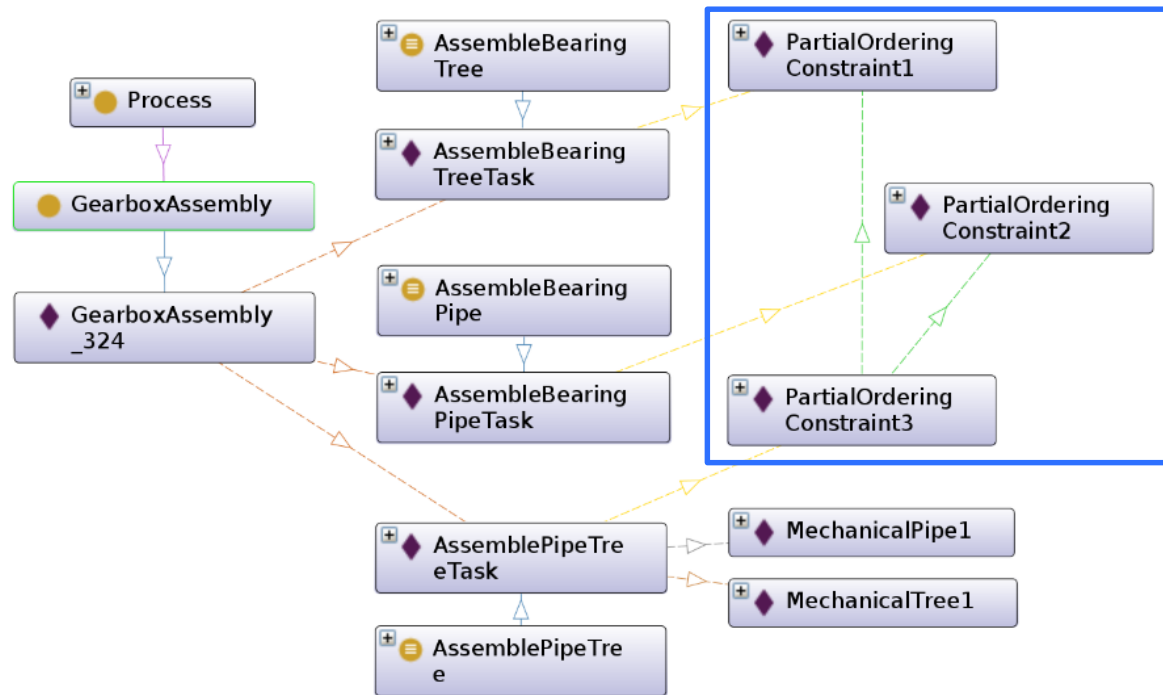 Process
GearboxAssembly
GearboxAssembly
_324
AssembleBearing
Tree
AssembleBearing
TreeTask
AssembleBearing
Pipe
AssembleBearing
PipeTask
AssemblePipeTre
eTask
AssemblePipeTre
e
PartialOrdering
Constraint1
PartialOrdering
Constraint2
PartialOrdering
Constraint3
MechanicalPipe1
MechanicalTree1